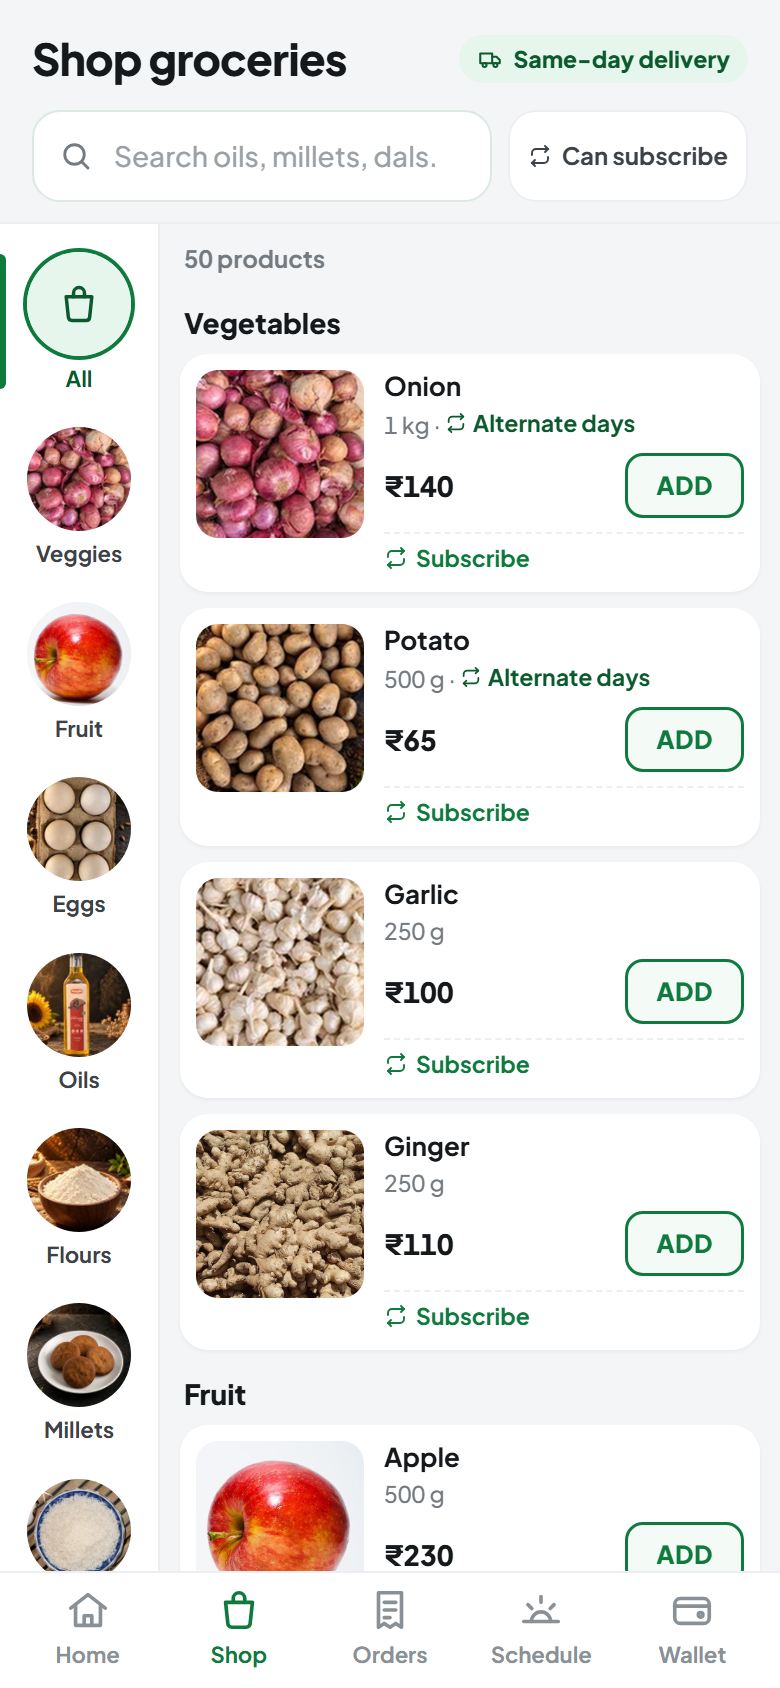 Shop groceries
Same-day delivery
Search oils, millets, dals.
Can subscribe
All
Veggies
Fruit
Eggs
Oils
Flours
Millets
50 products
Vegetables
Onion
1 kg · Alternate days
₹140
ADD
Subscribe
Potato
500 g · Alternate days
₹65
ADD
Subscribe
Garlic
250 g
₹100
ADD
Subscribe
Ginger
250 g
₹110
ADD
Subscribe
Fruit
Apple
500 g
₹230
ADD
Home
Shop
Orders
Schedule
Wallet